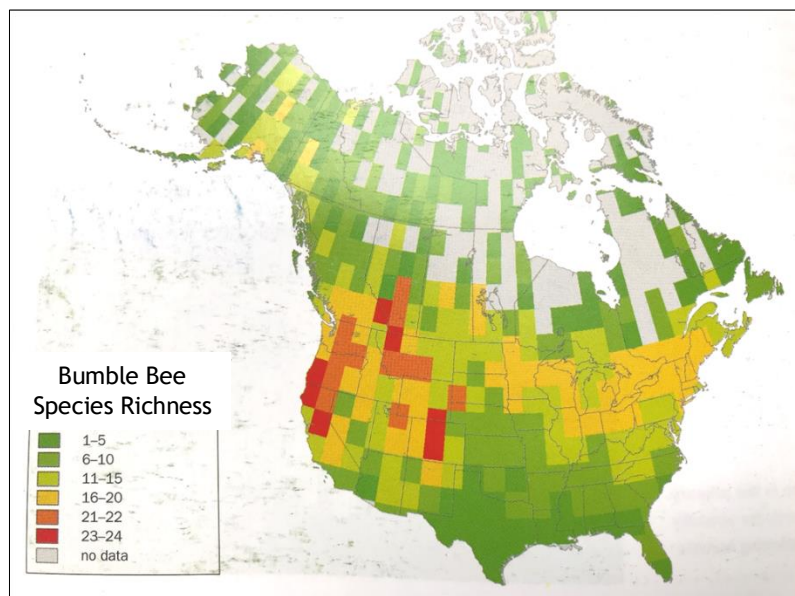 Bumble Bee
Species Richness
1–5
6–10
11–15
16–20
21–22
23–24
no data